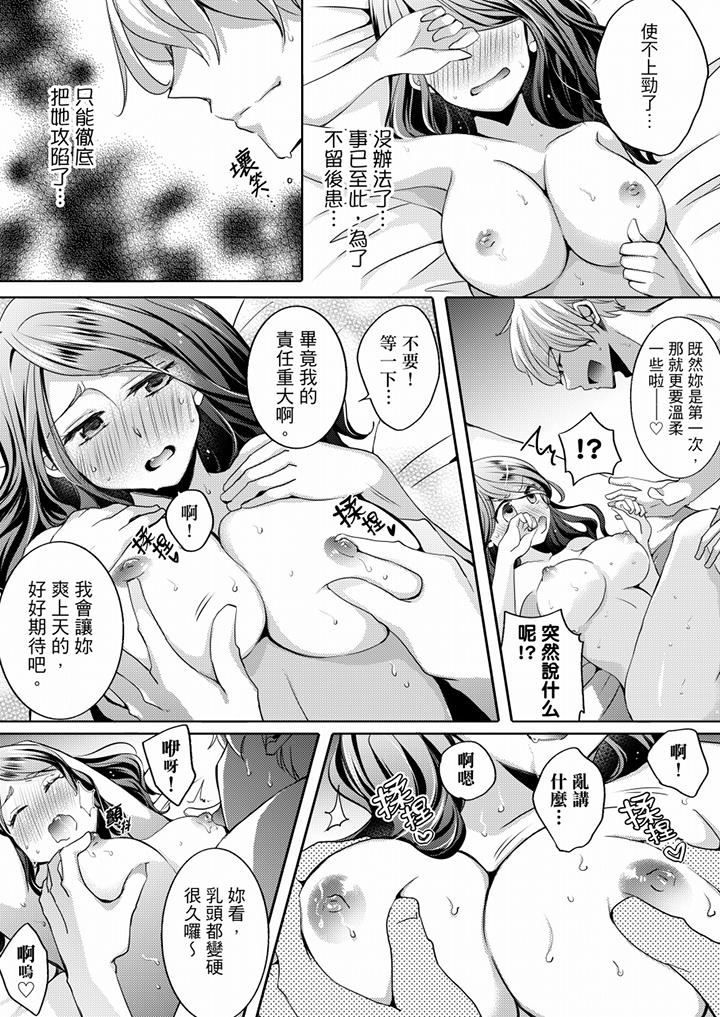 使不上勁了…
沒辦法了…
事已至此，為了
不留後患…
只能徹底
把她攻陷了…
壞笑…
既然妳是第一次，
那就更要溫柔
一些啦——♡
!?
突然說什么
呢!?
不要！
等一下…
畢竟我的
責任重大啊。
揉捏♡
啊！
揉捏♡
我會讓妳
爽上天的，
好好期待吧。
啊！
亂講
什麼…
揉捏♡
啊嗯
揉捏♡
咿呀！
妳看，
乳頭都變硬
很久囉～
啊嗚♡